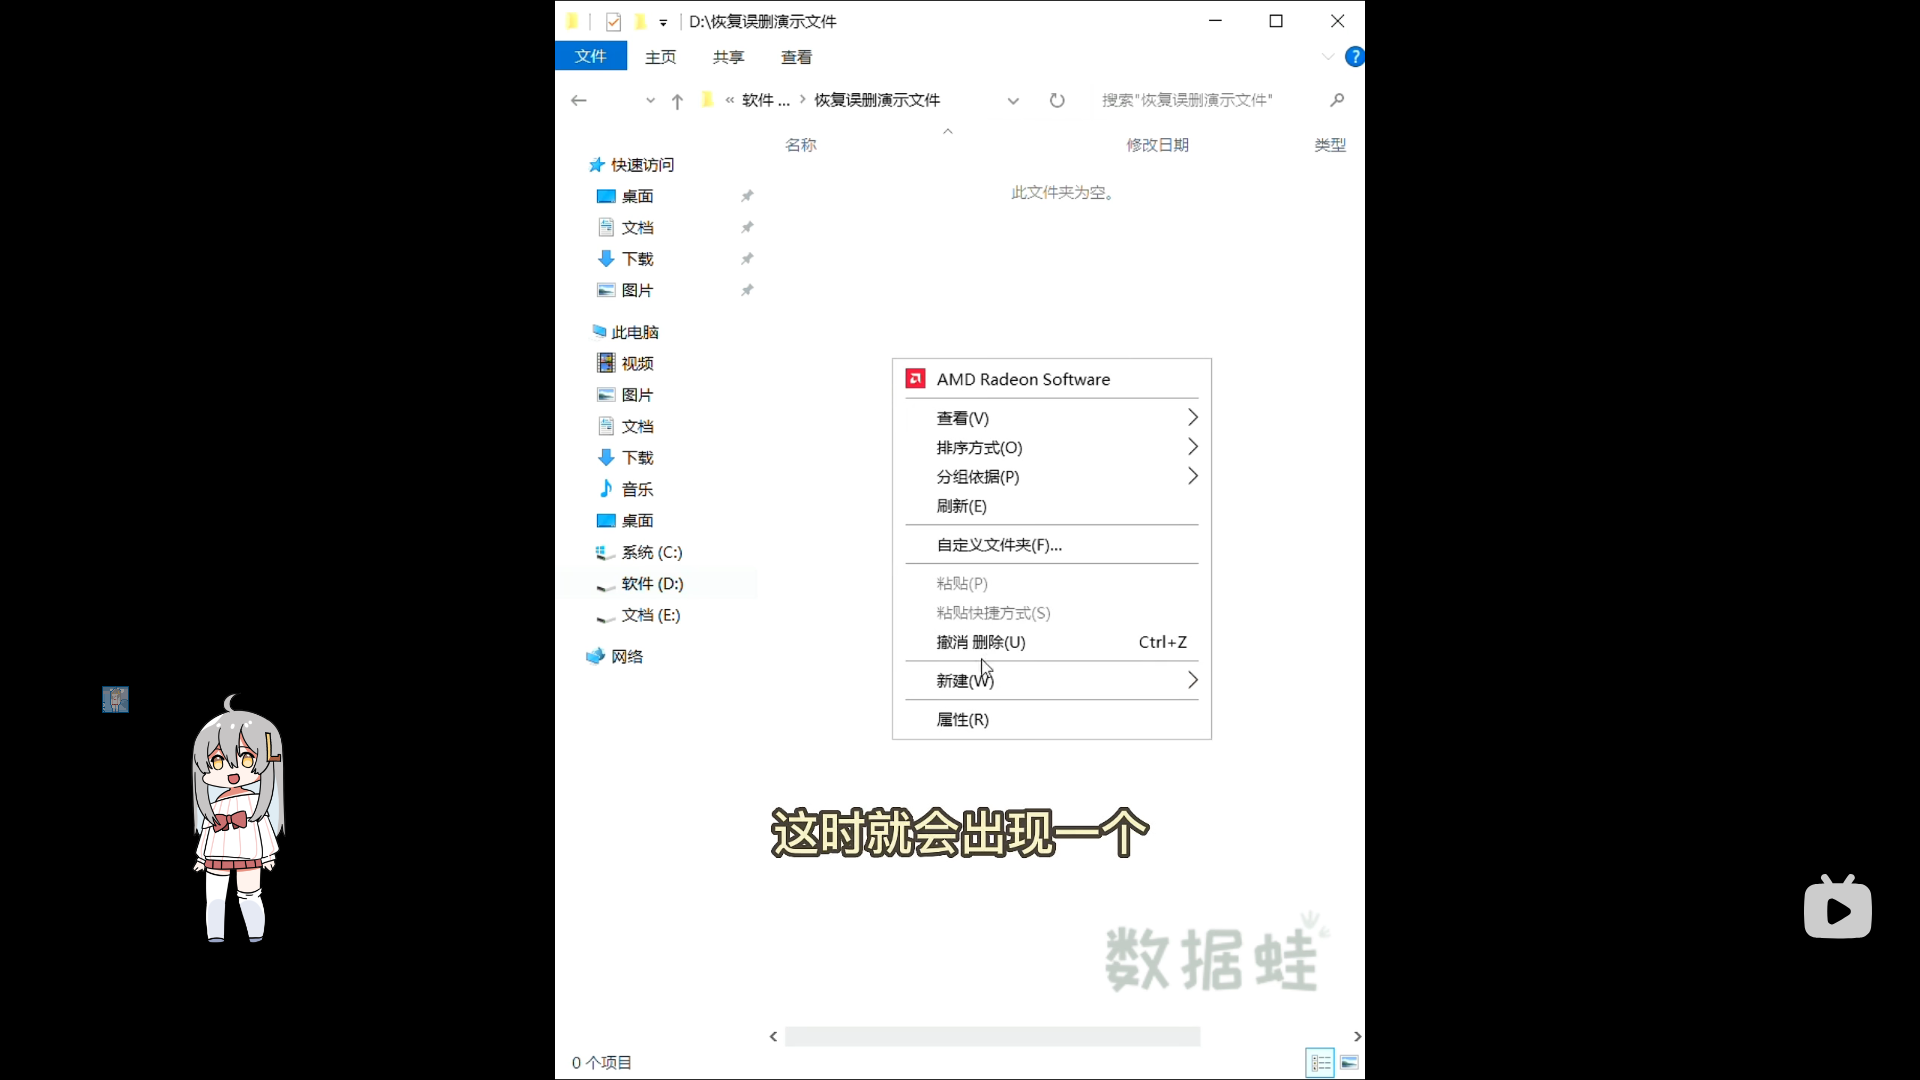 D:\恢复误删演示文件
文件 主页 共享 查看
« 软件 ... › 恢复误删演示文件
搜索"恢复误删演示文件"
名称 修改日期 类型
此文件夹为空。
快速访问
桌面
文档
下载
图片
此电脑
视频
图片
文档
下载
音乐
桌面
系统 (C:)
软件 (D:)
文档 (E:)
网络
AMD Radeon Software
查看(V)
排序方式(O)
分组依据(P)
刷新(E)
自定义文件夹(F)...
粘贴(P)
粘贴快捷方式(S)
撤消 删除(U) Ctrl+Z
新建(W)
属性(R)
这时就会出现一个
数据蛙
0 个项目